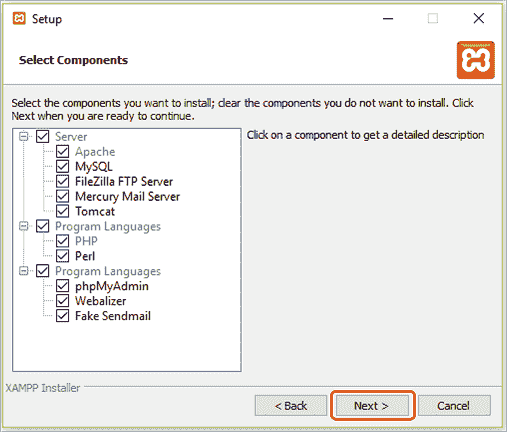 Setup
Select Components
Select the components you want to install; clear the components you do not want to install. Click
Next when you are ready to continue.
Server
Apache
MySQL
FileZilla FTP Server
Mercury Mail Server
Tomcat
Program Languages
PHP
Perl
Program Languages
phpMyAdmin
Webalizer
Fake Sendmail
Click on a component to get a detailed description
XAMPP Installer
< Back
Next >
Cancel